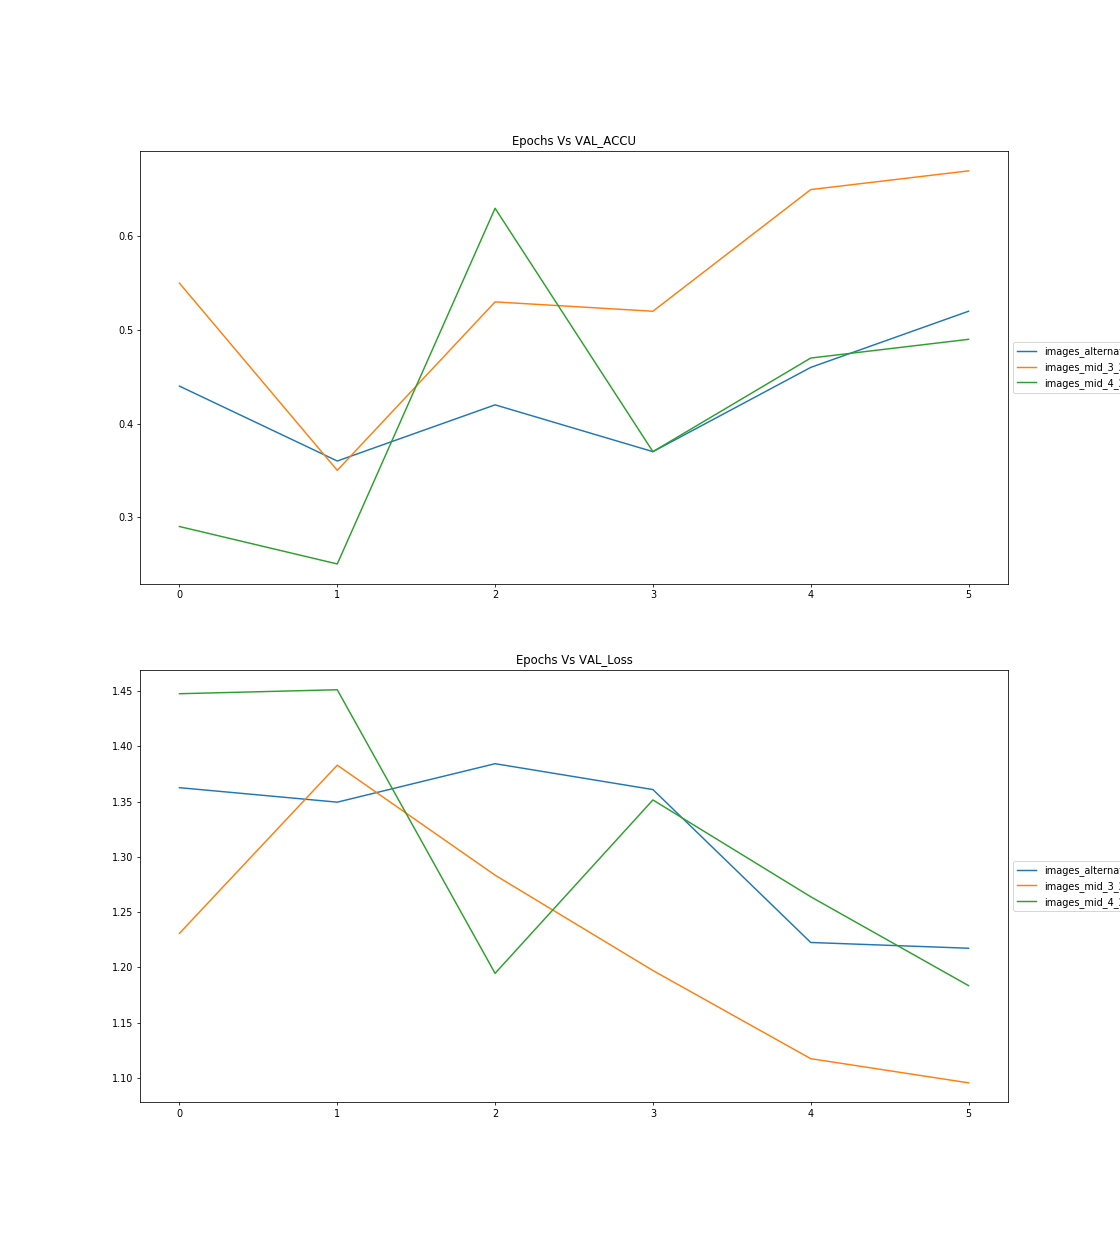 Epochs Vs VAL_ACCU
0.6
0.5
0.4
0.3
0 1 2 3 4 5
images_alterna
images_mid_3_
images_mid_4_
Epochs Vs VAL_Loss
1.45
1.40
1.35
1.30
1.25
1.20
1.15
1.10
0 1 2 3 4 5
images_alterna
images_mid_3_
images_mid_4_